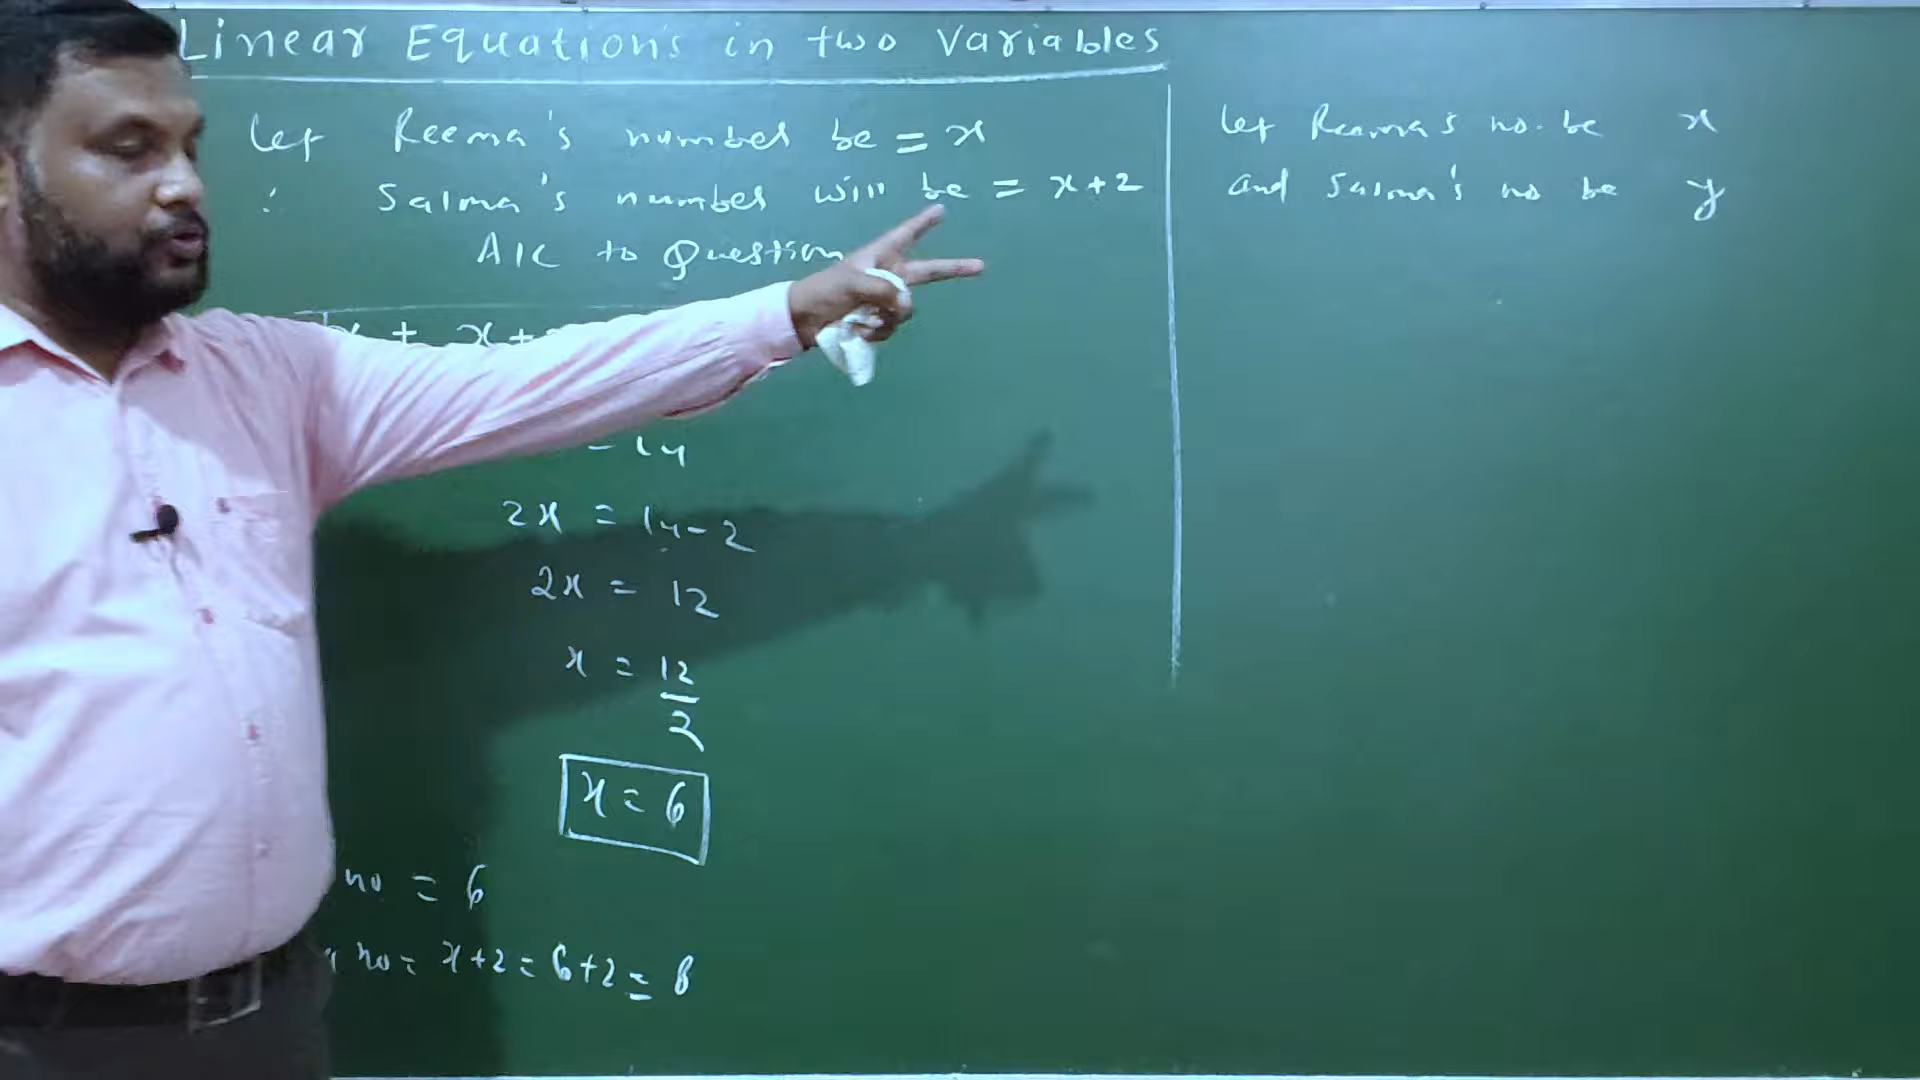 Linear Equations in two Variables
Let Reema's number be = x
∴ Salma's number will be = x+2
A/C to Question
x + x+
= 14
2x = 14-2
2x = 12
x = 12/2
x = 6
no = 6
no = x+2 = 6+2 = 8
Let Reema's no. be x
and Salma's no be y